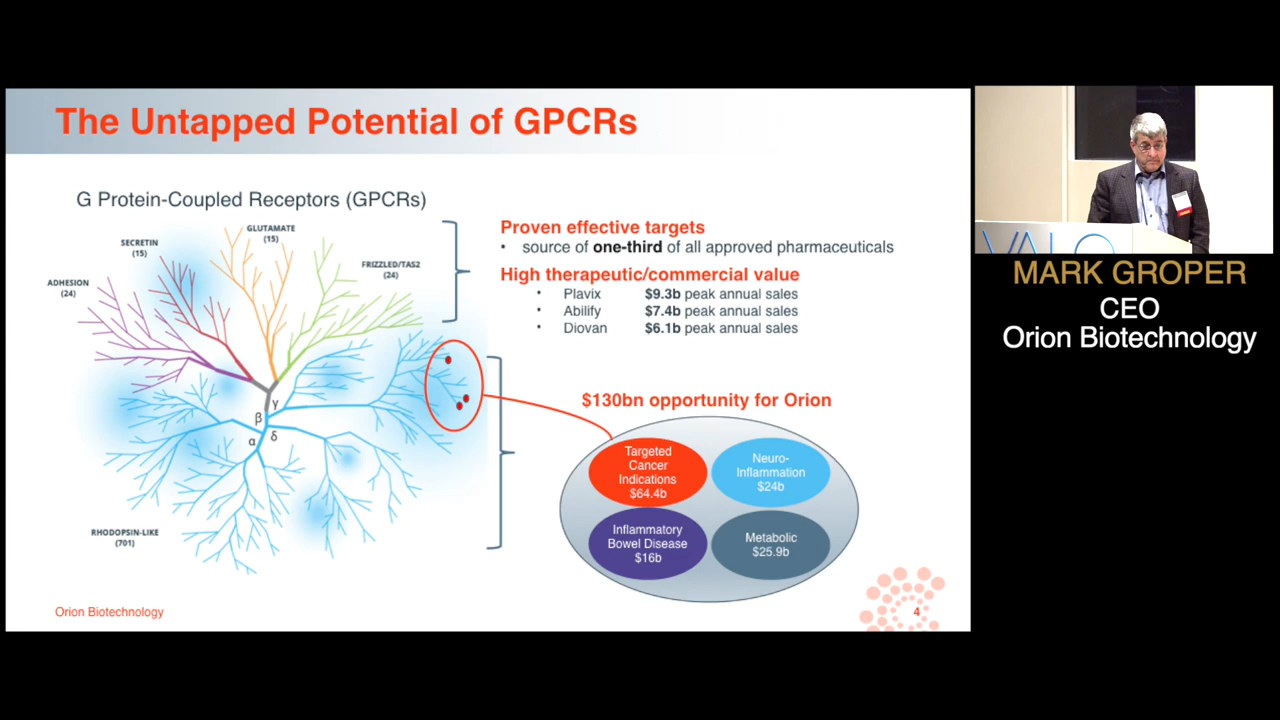 The Untapped Potential of GPCRs
G Protein-Coupled Receptors (GPCRs)
GLUTAMATE
(15)
SECRETIN
(15)
FRIZZLED/TAS2
(24)
ADHESION
(24)
γ
β
α
δ
RHODOPSIN-LIKE
(701)
Proven effective targets
• source of one-third of all approved pharmaceuticals
High therapeutic/commercial value
• Plavix $9.3b peak annual sales
• Abilify $7.4b peak annual sales
• Diovan $6.1b peak annual sales
$130bn opportunity for Orion
Targeted
Cancer
Indications
$64.4b
Neuro-
Inflammation
$24b
Inflammatory
Bowel Disease
$16b
Metabolic
$25.9b
Orion Biotechnology
4
MARK GROPER
CEO
Orion Biotechnology